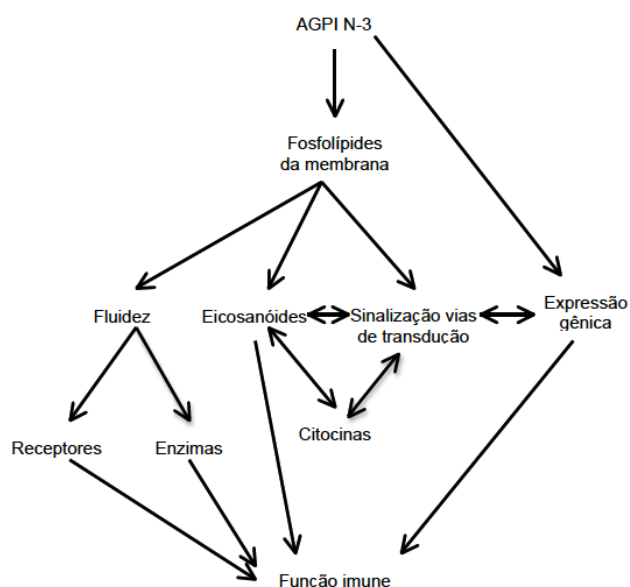 AGPI N-3
Fosfolípides
da membrana
Fluidez
Eicosanóides
Sinalização vias
de transdução
Expressão
gênica
Receptores
Enzimas
Citocinas
Função imune